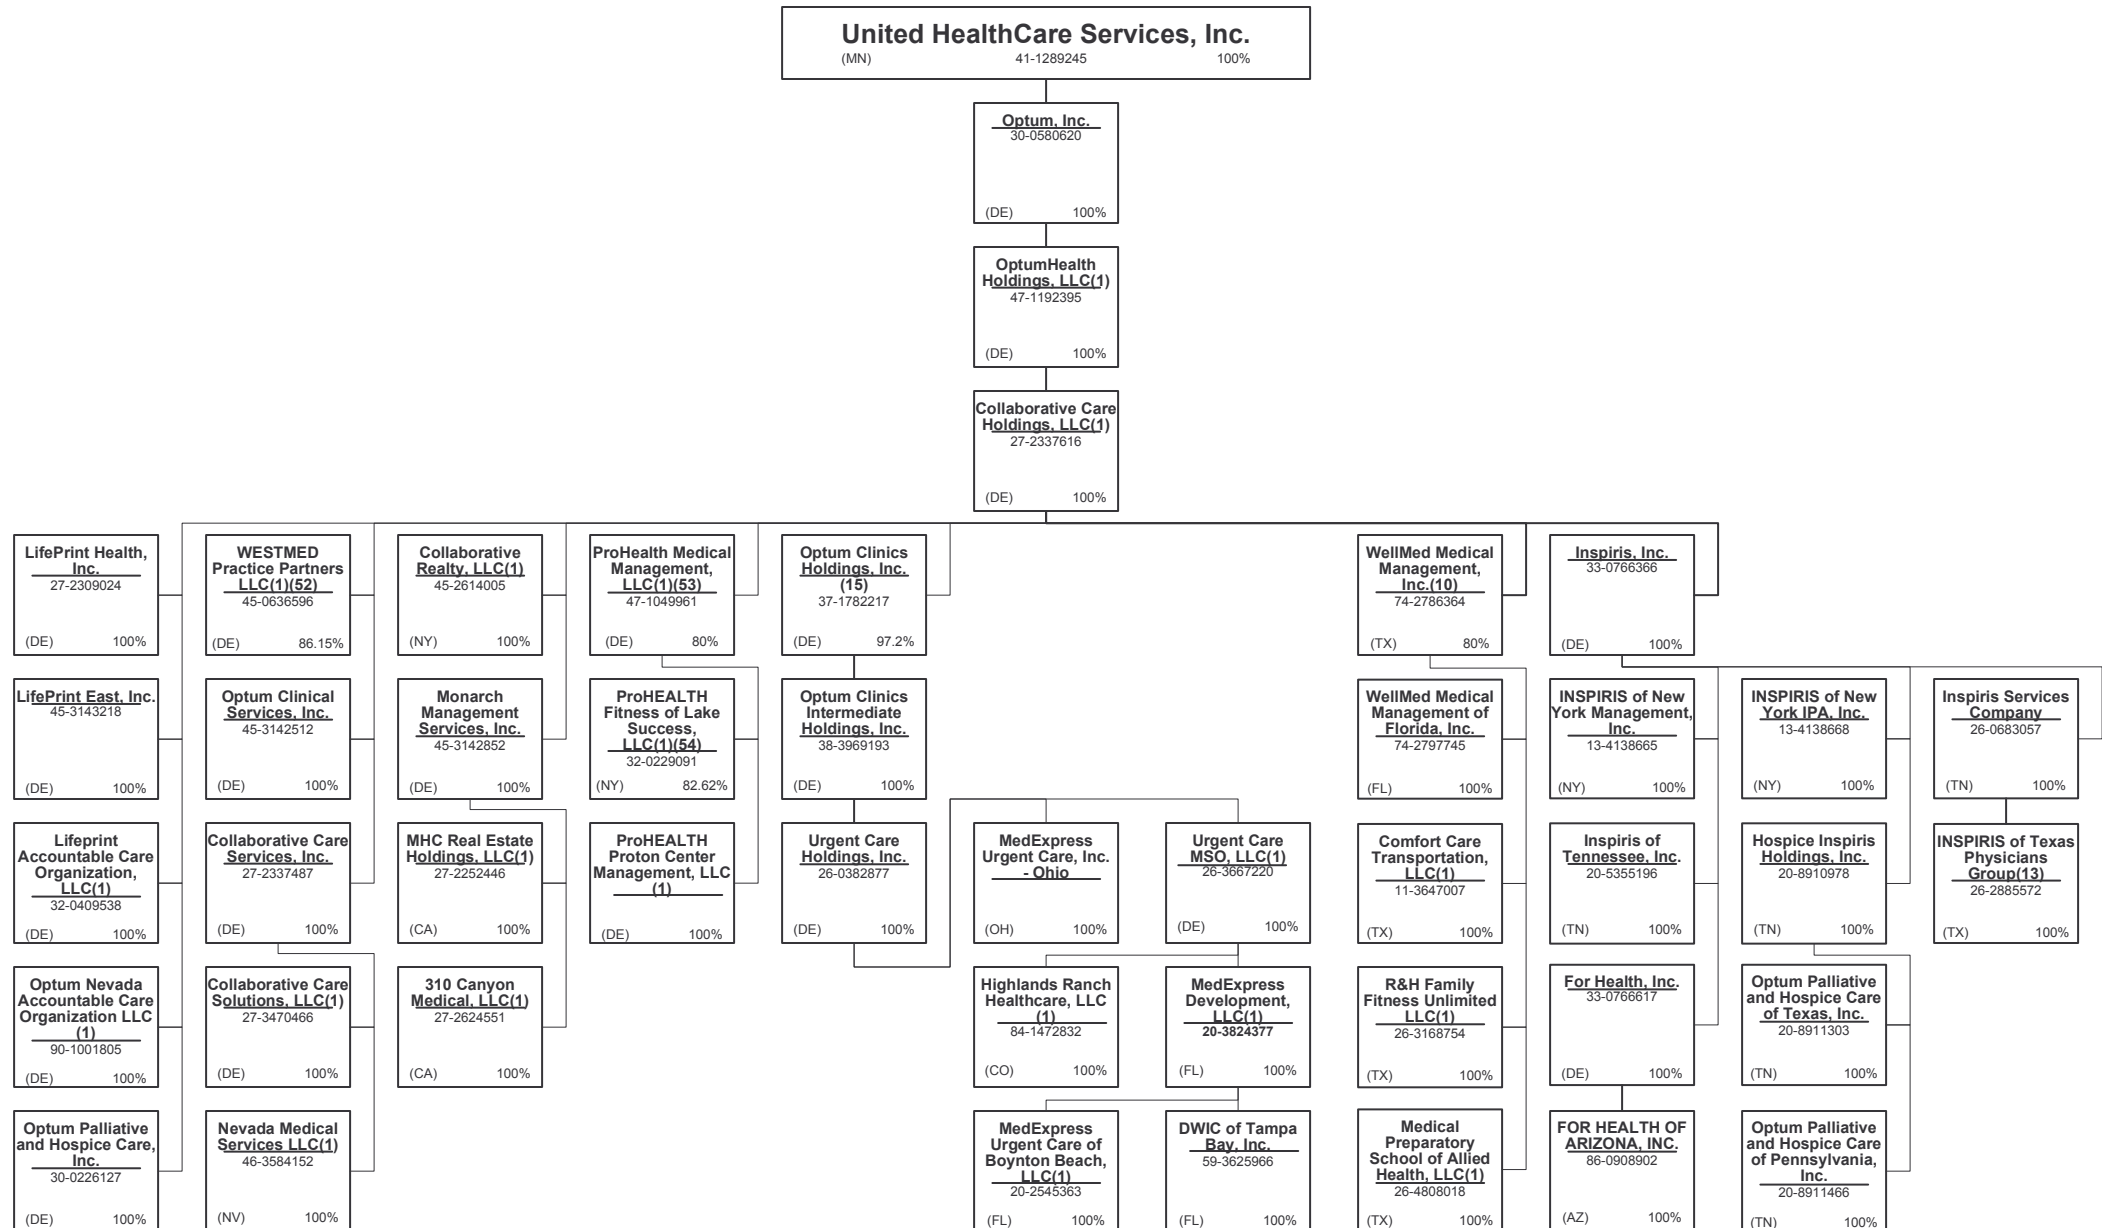 United HealthCare Services, Inc.
(MN) 41-1289245 100%
Optum, Inc.
30-0580620
(DE) 100%
OptumHealth
Holdings, LLC(1)
47-1192395
(DE) 100%
Collaborative Care
Holdings, LLC(1)
27-2337616
(DE) 100%
LifePrint Health,
Inc.
27-2309024
(DE) 100%
WESTMED
Practice Partners
LLC(1)(52)
45-0636596
(DE) 86.15%
Collaborative
Realty, LLC(1)
45-2614005
(NY) 100%
ProHealth Medical
Management,
LLC(1)(53)
47-1049961
(DE) 80%
Optum Clinics
Holdings, Inc.
(15)
37-1782217
(DE) 97.2%
WellMed Medical
Management,
Inc.(10)
74-2786364
(TX) 80%
Inspiris, Inc.
33-0766366
(DE) 100%
LifePrint East, Inc.
45-3143218
(DE) 100%
Optum Clinical
Services, Inc.
45-3142512
(DE) 100%
Monarch
Management
Services, Inc.
45-3142852
(DE) 100%
ProHEALTH
Fitness of Lake
Success,
LLC(1)(54)
32-0229091
(NY) 82.62%
Optum Clinics
Intermediate
Holdings, Inc.
38-3969193
(DE) 100%
WellMed Medical
Management of
Florida, Inc.
74-2797745
(FL) 100%
INSPIRIS of New
York Management,
Inc.
13-4138665
(NY) 100%
INSPIRIS of New
York IPA, Inc.
13-4138668
(NY) 100%
Inspiris Services
Company
26-0683057
(TN) 100%
Lifeprint
Accountable Care
Organization,
LLC(1)
32-0409538
(DE) 100%
Collaborative Care
Services, Inc.
27-2337487
(DE) 100%
MHC Real Estate
Holdings, LLC(1)
27-2252446
(CA) 100%
ProHEALTH
Proton Center
Management, LLC
(1)
(DE) 100%
Urgent Care
Holdings, Inc.
26-0382877
(DE) 100%
MedExpress
Urgent Care, Inc.
- Ohio
(OH) 100%
Urgent Care
MSO, LLC(1)
26-3667220
(DE) 100%
Comfort Care
Transportation,
LLC(1)
11-3647007
(TX) 100%
Inspiris of
Tennessee, Inc.
20-5355196
(TN) 100%
Hospice Inspiris
Holdings, Inc.
20-8910978
(TN) 100%
INSPIRIS of Texas
Physicians
Group(13)
26-2885572
(TX) 100%
Optum Nevada
Accountable Care
Organization LLC
(1)
90-1001805
(DE) 100%
Collaborative Care
Solutions, LLC(1)
27-3470466
(DE) 100%
310 Canyon
Medical, LLC(1)
27-2624551
(CA) 100%
Highlands Ranch
Healthcare, LLC
(1)
84-1472832
(CO) 100%
MedExpress
Development,
LLC(1)
20-3824377
(FL) 100%
R&H Family
Fitness Unlimited
LLC(1)
26-3168754
(TX) 100%
For Health, Inc.
33-0766617
(DE) 100%
Optum Palliative
and Hospice Care
of Texas, Inc.
20-8911303
(TN) 100%
Optum Palliative
and Hospice Care,
Inc.
30-0226127
(DE) 100%
Nevada Medical
Services LLC(1)
46-3584152
(NV) 100%
MedExpress
Urgent Care of
Boynton Beach,
LLC(1)
20-2545363
(FL) 100%
DWIC of Tampa
Bay, Inc.
59-3625966
(FL) 100%
Medical
Preparatory
School of Allied
Health, LLC(1)
26-4808018
(TX) 100%
FOR HEALTH OF
ARIZONA, INC.
86-0908902
(AZ) 100%
Optum Palliative
and Hospice Care
of Pennsylvania,
Inc.
20-8911466
(TN) 100%